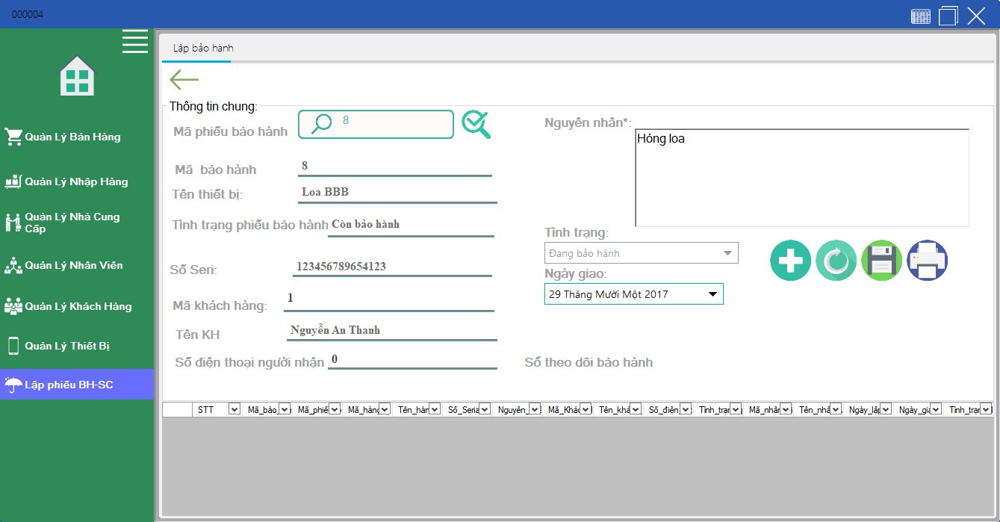 000004
Lập bảo hành
Quản Lý Bán Hàng
Quản Lý Nhập Hàng
Quản Lý Nhà Cung
Cấp
Quản Lý Nhân Viên
Quản Lý Khách Hàng
Quản Lý Thiết Bị
Lập phiếu BH-SC
Thông tin chung:
Mã phiếu bảo hành 8
Mã bảo hành 8
Tên thiết bị: Loa BBB
Tình trạng phiếu bảo hành Còn bảo hành
Số Seri: 123456789654123
Mã khách hàng: 1
Tên KH Nguyễn An Thanh
Số điện thoại người nhận 0
Nguyên nhân*:
Hỏng loa
Tình trạng:
Đang bảo hành
Ngày giao:
29 Tháng Mười Một 2017
Số theo dõi bảo hành
STT Mã_bảo_ Mã_phiế Mã_hàng Tên_hàn Số_Seria Nguyên_ Mã_Khác Tên_khá Số_điện_ Tình_trạn Mã_nhân Tên_nhâ Ngày_lập Ngày_gia Tình_trạn